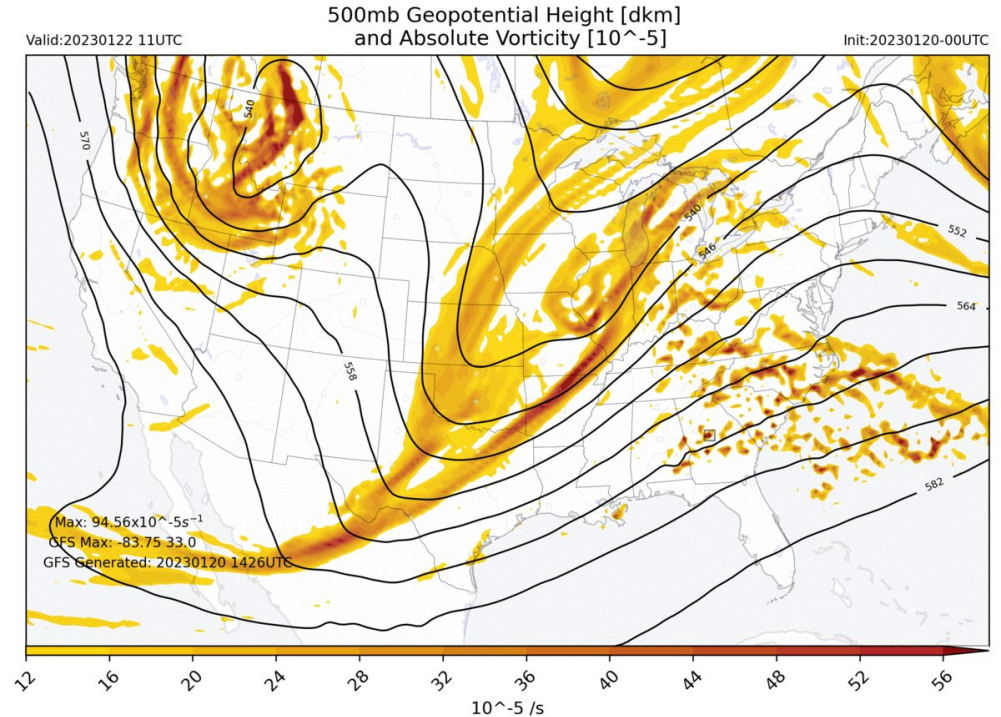 500mb Geopotential Height [dkm]
and Absolute Vorticity [10^-5]
Valid:20230122 11UTC
Init:20230120-00UTC
540
570
540
546
552
564
558
582
Max: 94.56x10^-5s⁻¹
GFS Max: -83.75 33.0
GFS Generated: 20230120 1426UTC
12 16 20 24 28 32 36 40 44 48 52 56
10^-5 /s